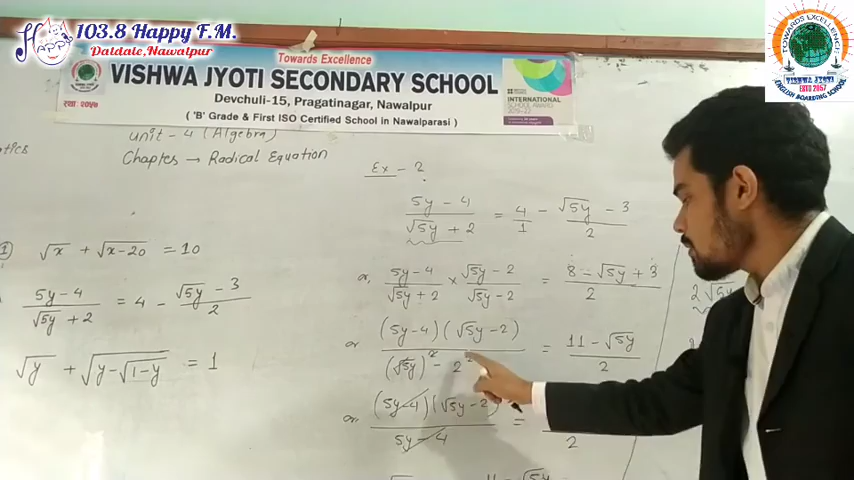 103.8 Happy F.M.
Daldale,Nawalpur
HAPPY
TOWARDS EXCELLENCE
VISHWA JYOTI
ESTD 2057
ENGLISH BOARDING SCHOOL
Towards Excellence
VISHWA JYOTI SECONDARY SCHOOL
Devchuli-15, Pragatinagar, Nawalpur
( 'B' Grade & First ISO Certified School in Nawalparasi )
स्था २०५७
INTERNATIONAL
SCHOOL AWARD
unit - 4 (Algebra)
Chapter → Radical Equation
Ex - 2
① √x + √(x-20) = 10
(5y-4)/(√5y + 2) = 4 - (√5y - 3)/2
√y + √(y-√(1-y)) = 1
(5y-4)/(√5y + 2) = 4/1 - (√5y - 3)/2
or, (5y-4)/(√5y+2) × (√5y-2)/(√5y-2) = (8-√5y+3)/2
or (5y-4)(√5y-2)/((√5y)² - 2²) = (11-√5y)/2
or, (5y-4)(√5y-2)/(5y-4) = 2